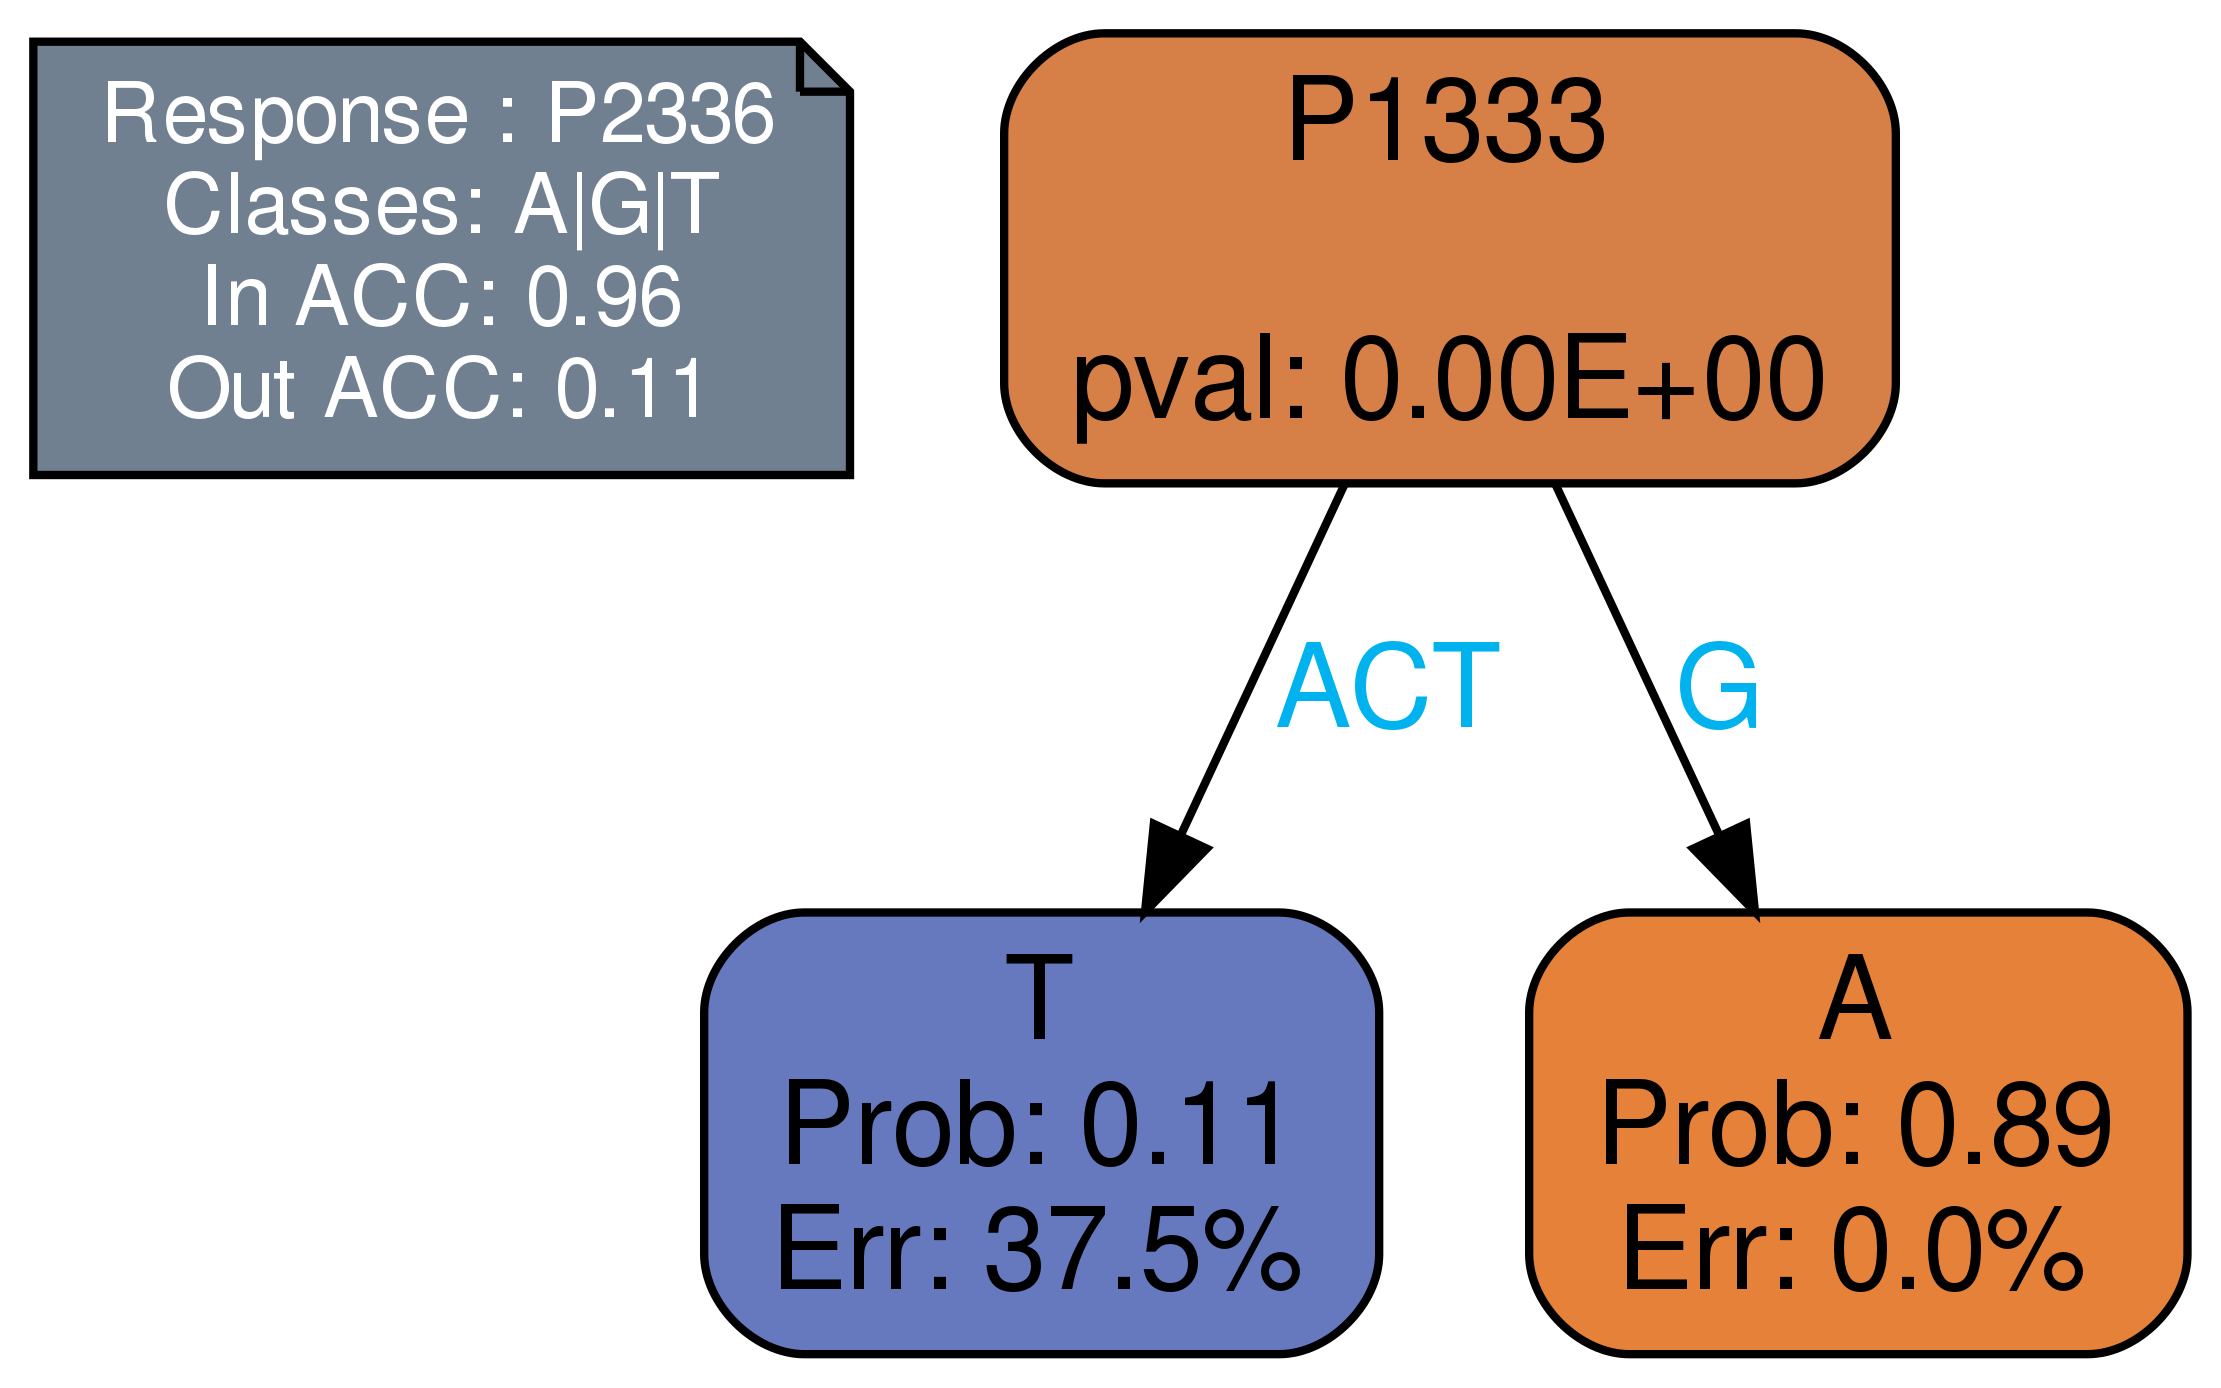 Response : P2336
Classes: A|G|T
In ACC: 0.96
Out ACC: 0.11
P1333
pval: 0.00E+00
ACT
G
T
Prob: 0.11
Err: 37.5%
A
Prob: 0.89
Err: 0.0%